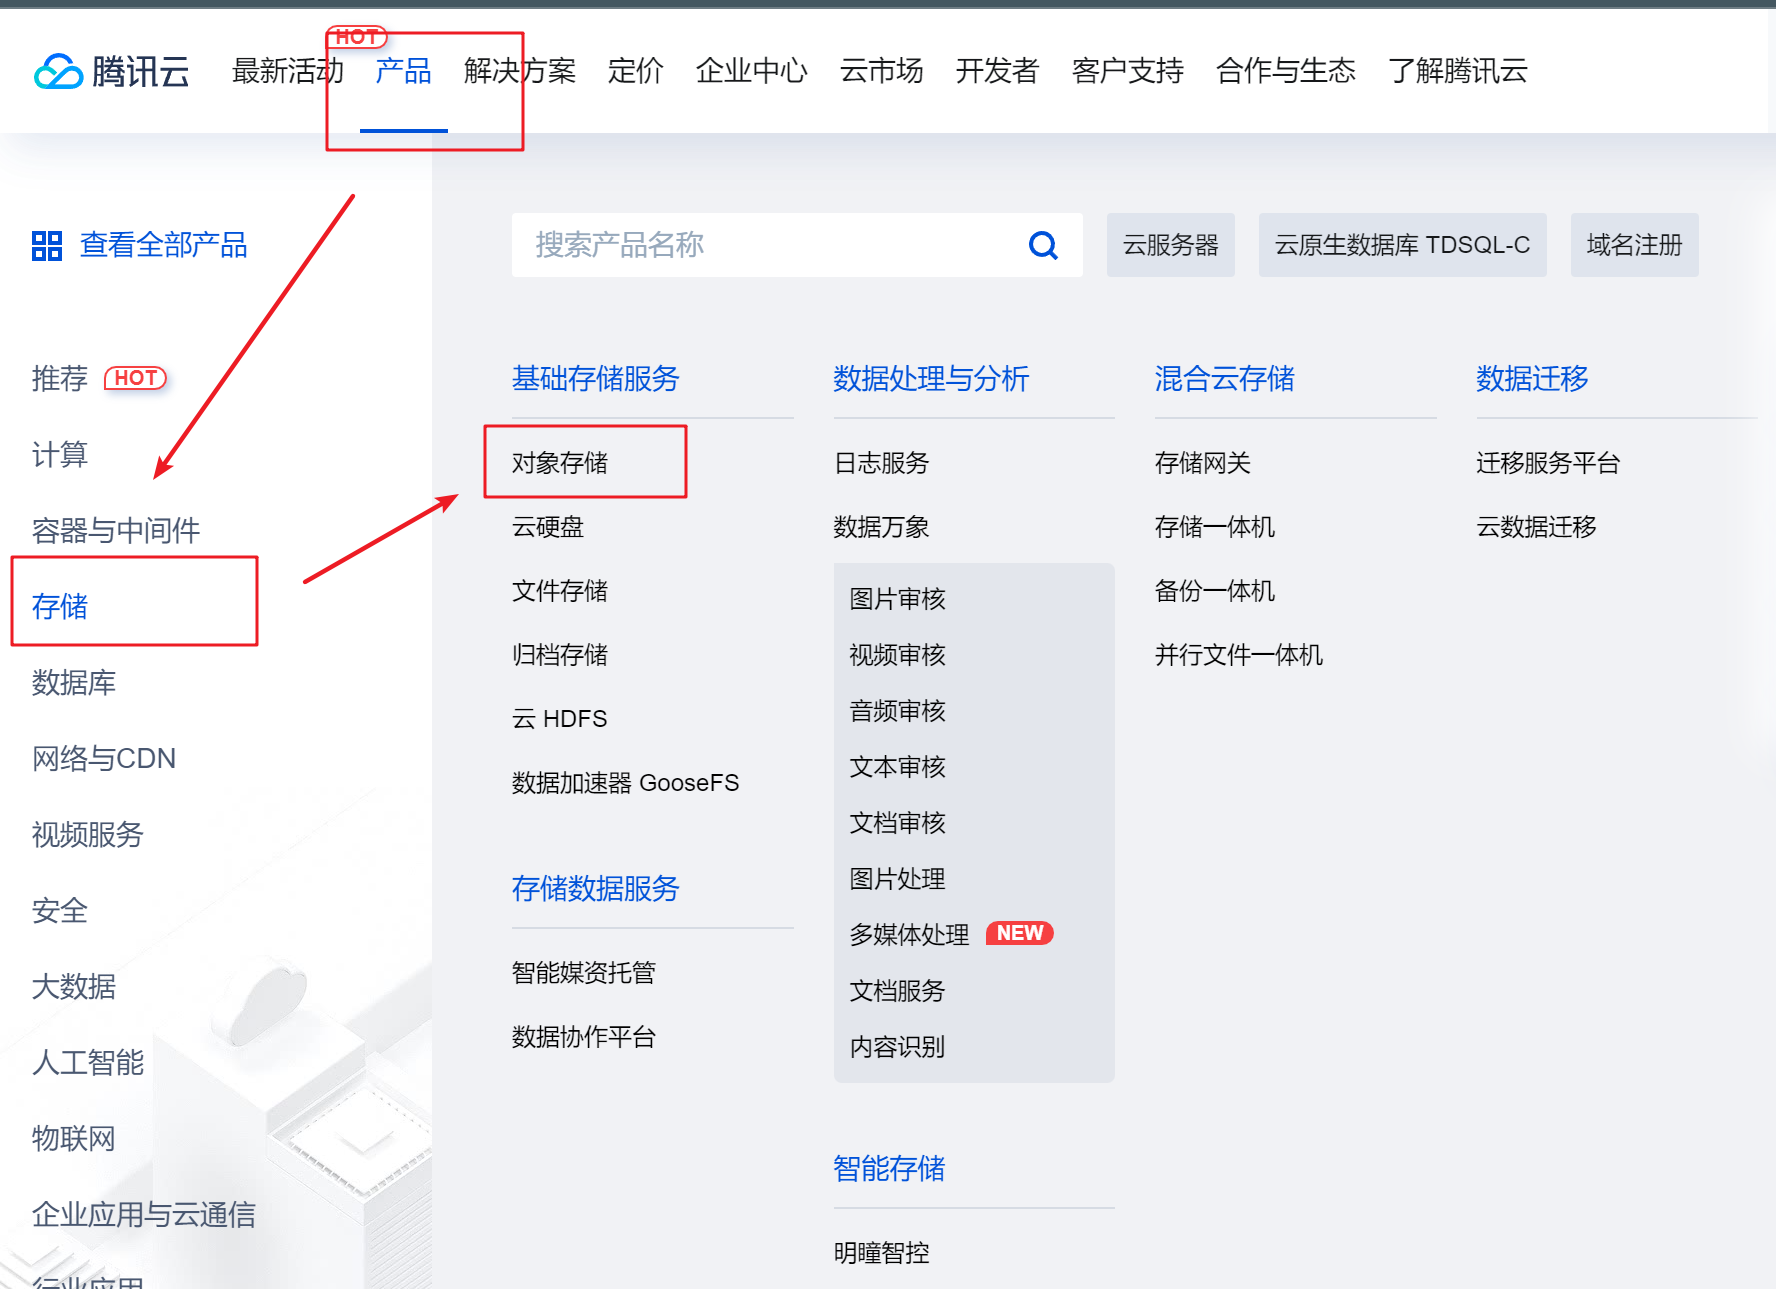 腾讯云
最新活动
HOT
产品
解决方案
定价
企业中心
云市场
开发者
客户支持
合作与生态
了解腾讯云
查看全部产品
搜索产品名称
云服务器
云原生数据库 TDSQL-C
域名注册
推荐 HOT
计算
容器与中间件
存储
数据库
网络与CDN
视频服务
安全
大数据
人工智能
物联网
企业应用与云通信
行业应用
基础存储服务
对象存储
云硬盘
文件存储
归档存储
云 HDFS
数据加速器 GooseFS
存储数据服务
智能媒资托管
数据协作平台
数据处理与分析
日志服务
数据万象
图片审核
视频审核
音频审核
文本审核
文档审核
图片处理
多媒体处理 NEW
文档服务
内容识别
智能存储
明瞳智控
混合云存储
存储网关
存储一体机
备份一体机
并行文件一体机
数据迁移
迁移服务平台
云数据迁移